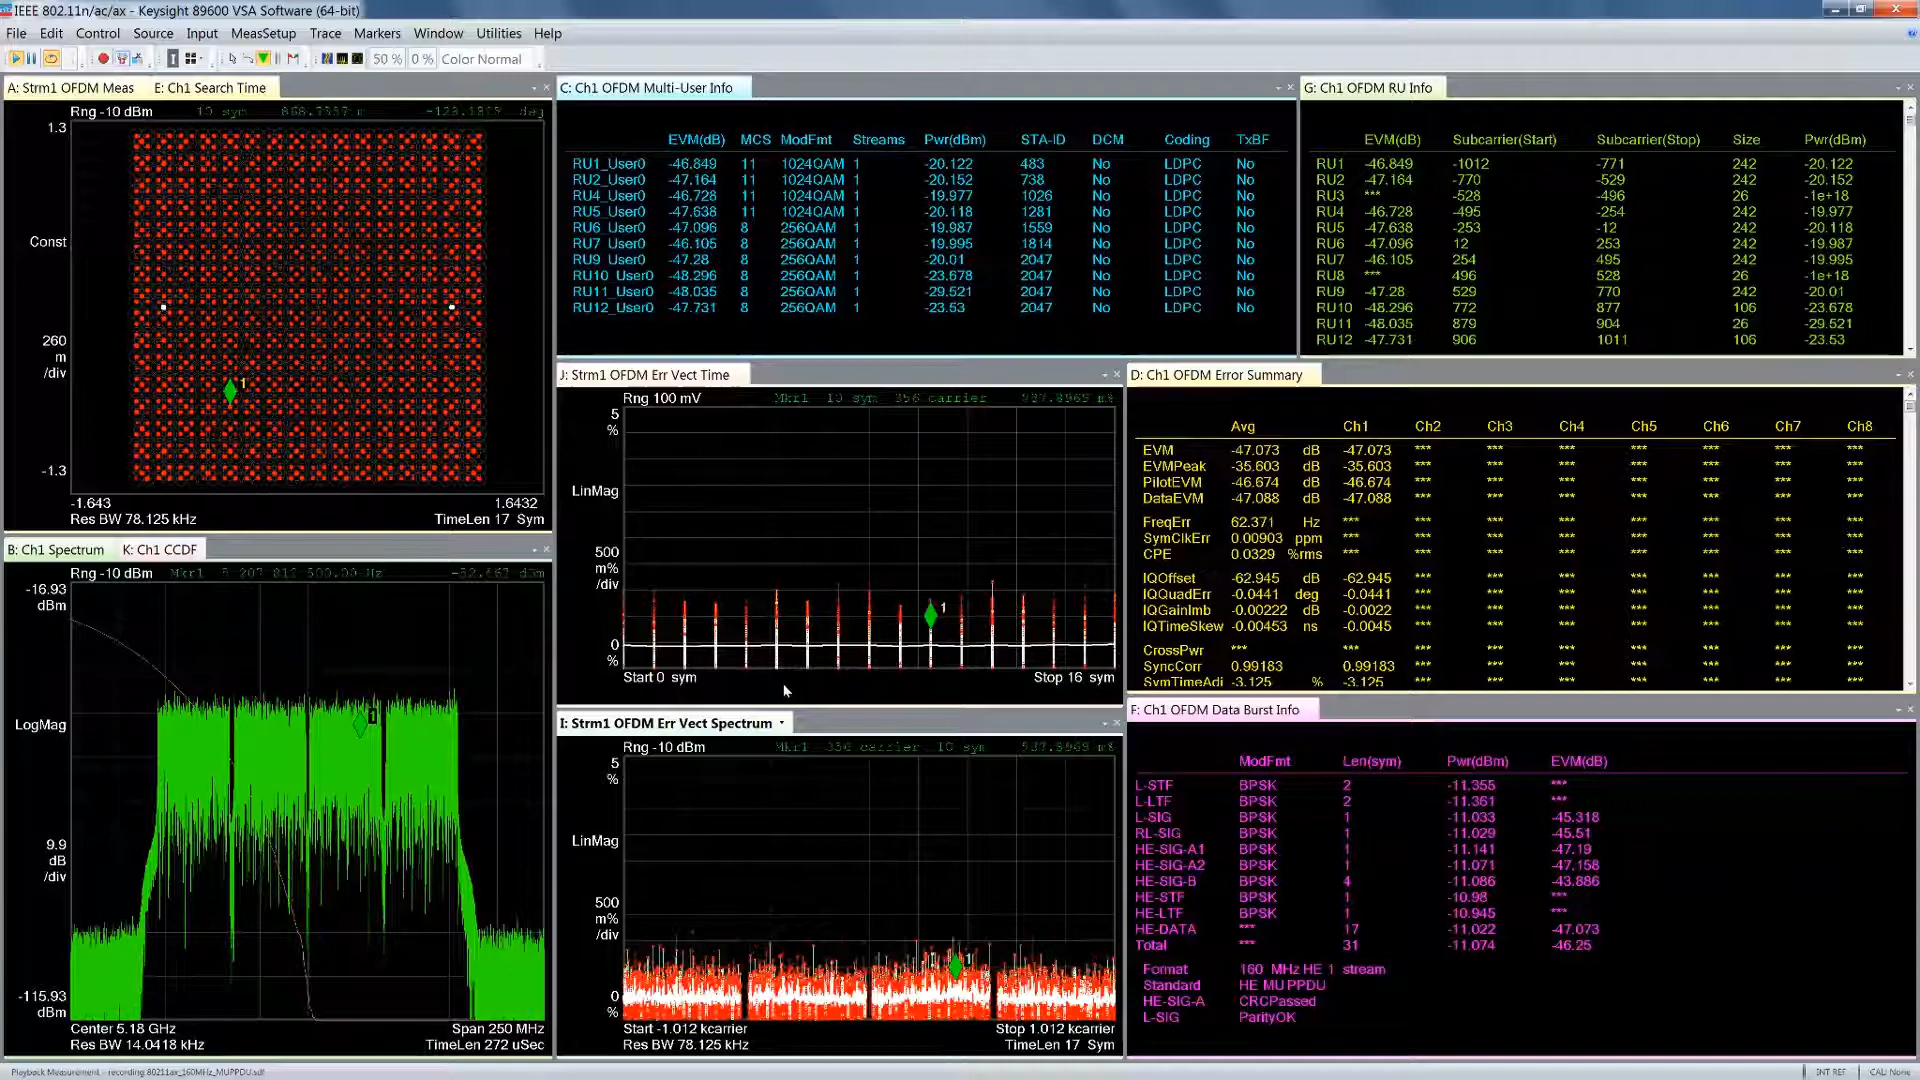 IEEE 802.11n/ac/ax - Keysight 89600 VSA Software (64-bit)
File Edit Control Source Input MeasSetup Trace Markers Window Utilities Help
50 % 0 % Color Normal
A: Strm1 OFDM Meas E: Ch1 Search Time
Rng -10 dBm 10 sym
1.3
Const
260
m
/div
-1.3
1
-1.643 1.6432
Res BW 78.125 kHz TimeLen 17 Sym
B: Ch1 Spectrum K: Ch1 CCDF
Rng -10 dBm Mkr1
-16.93
dBm
LogMag
9.9
dB
/div
-115.93
dBm
1
Center 5.18 GHz Span 250 MHz
Res BW 14.0418 kHz TimeLen 272 uSec
C: Ch1 OFDM Multi-User Info
EVM(dB) MCS ModFmt Streams Pwr(dBm) STA-ID DCM Coding TxBF
RU1_User0 -46.849 11 1024QAM 1 -20.122 483 No LDPC No
RU2_User0 -47.164 11 1024QAM 1 -20.152 738 No LDPC No
RU4_User0 -46.728 11 1024QAM 1 -19.977 1026 No LDPC No
RU5_User0 -47.638 11 1024QAM 1 -20.118 1281 No LDPC No
RU6_User0 -47.096 8 256QAM 1 -19.987 1559 No LDPC No
RU7_User0 -46.105 8 256QAM 1 -19.995 1814 No LDPC No
RU9_User0 -47.28 8 256QAM 1 -20.01 2047 No LDPC No
RU10_User0 -48.296 8 256QAM 1 -23.678 2047 No LDPC No
RU11_User0 -48.035 8 256QAM 1 -29.521 2047 No LDPC No
RU12_User0 -47.731 8 256QAM 1 -23.53 2047 No LDPC No
G: Ch1 OFDM RU Info
EVM(dB) Subcarrier(Start) Subcarrier(Stop) Size Pwr(dBm)
RU1 -46.849 -1012 -771 242 -20.122
RU2 -47.164 -770 -529 242 -20.152
RU3 *** -528 -496 26 -1e+18
RU4 -46.728 -495 -254 242 -19.977
RU5 -47.638 -253 -12 242 -20.118
RU6 -47.096 12 253 242 -19.987
RU7 -46.105 254 495 242 -19.995
RU8 *** 496 528 26 -1e+18
RU9 -47.28 529 770 242 -20.01
RU10 -48.296 772 877 106 -23.678
RU11 -48.035 879 904 26 -29.521
RU12 -47.731 906 1011 106 -23.53
J: Strm1 OFDM Err Vect Time
Rng 100 mV Mkr1 10 sym 356 carrier
5
%
LinMag
500
m%
/div
0
%
1
Start 0 sym Stop 16 sym
I: Strm1 OFDM Err Vect Spectrum
Rng -10 dBm Mkr1 356 carrier 10 sym
5
%
LinMag
500
m%
/div
0
%
1
Start -1.012 kcarrier Stop 1.012 kcarrier
Res BW 78.125 kHz TimeLen 17 Sym
D: Ch1 OFDM Error Summary
Avg Ch1 Ch2 Ch3 Ch4 Ch5 Ch6 Ch7 Ch8
EVM -47.073 dB -47.073 *** *** *** *** *** *** ***
EVMPeak -35.603 dB -35.603 *** *** *** *** *** *** ***
PilotEVM -46.674 dB -46.674 *** *** *** *** *** *** ***
DataEVM -47.088 dB -47.088 *** *** *** *** *** *** ***
FreqErr 62.371 Hz *** *** *** *** *** *** *** ***
SymClkErr 0.00903 ppm *** *** *** *** *** *** *** ***
CPE 0.0329 %rms *** *** *** *** *** *** *** ***
IQOffset -62.945 dB -62.945 *** *** *** *** *** *** ***
IQQuadErr -0.0441 deg -0.0441 *** *** *** *** *** *** ***
IQGainImb -0.00222 dB -0.0022 *** *** *** *** *** *** ***
IQTimeSkew -0.00453 ns -0.0045 *** *** *** *** *** *** ***
CrossPwr *** *** *** *** *** *** *** *** ***
SyncCorr 0.99183 0.99183 *** *** *** *** *** *** ***
SymTimeAdj -3.125 % -3.125 *** *** *** *** *** *** ***
F: Ch1 OFDM Data Burst Info
ModFmt Len(sym) Pwr(dBm) EVM(dB)
L-STF BPSK 2 -11.355 ***
L-LTF BPSK 2 -11.361 ***
L-SIG BPSK 1 -11.033 -45.318
RL-SIG BPSK 1 -11.029 -45.51
HE-SIG-A1 BPSK 1 -11.141 -47.19
HE-SIG-A2 BPSK 1 -11.071 -47.158
HE-SIG-B BPSK 4 -11.086 -43.886
HE-STF BPSK 1 -10.98 ***
HE-LTF BPSK 1 -10.945 ***
HE-DATA *** 17 -11.022 -47.073
Total *** 31 -11.074 -46.25
Format 160 MHz HE 1 stream
Standard HE MU PPDU
HE-SIG-A CRCPassed
L-SIG ParityOK
Playback Measurement - recording 80211ax_160MHz_MUPPDU.sdf INT REF CAL: None